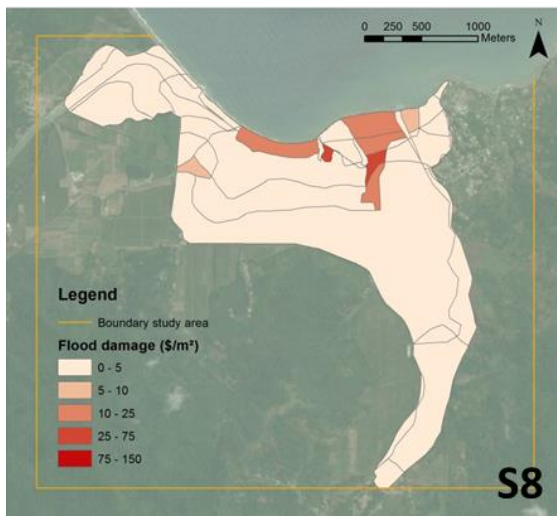 0 250 500 1000
Meters
N
Legend
Boundary study area
Flood damage ($/m²)
0 - 5
5 - 10
10 - 25
25 - 75
75 - 150
S8